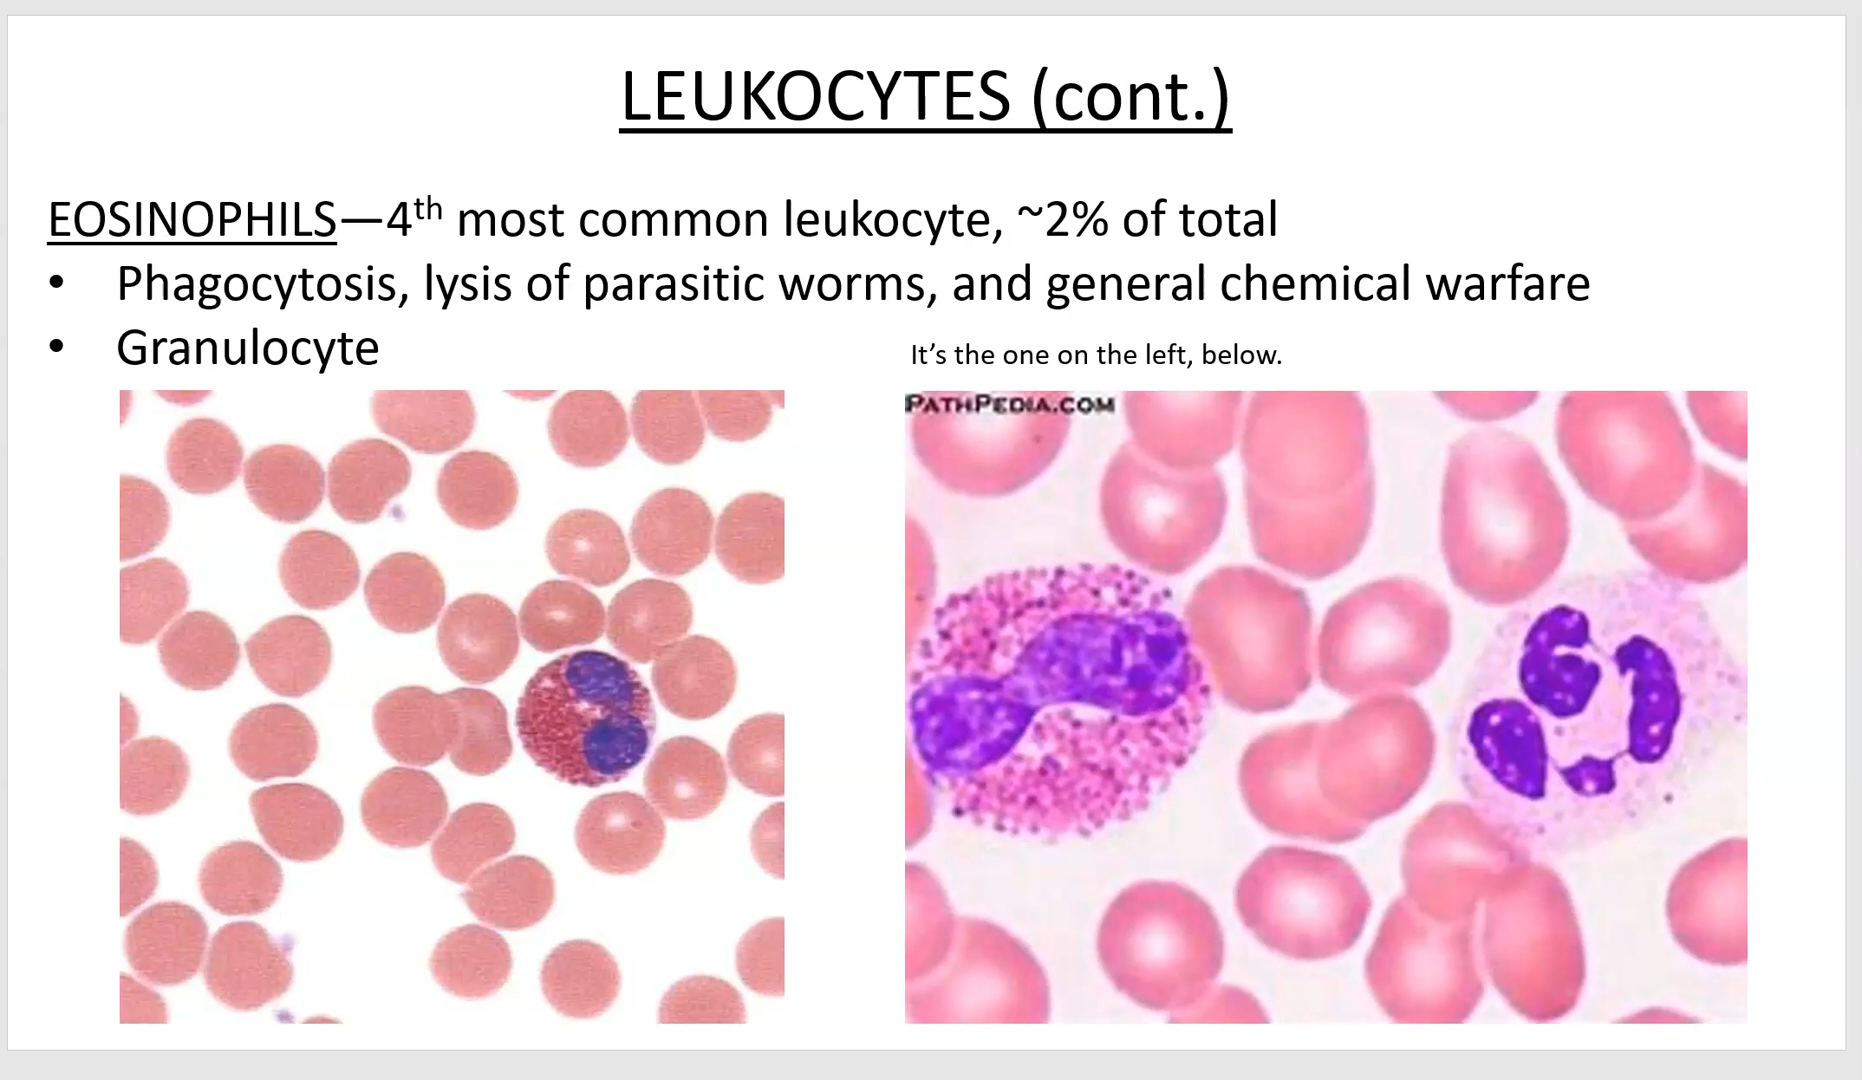 LEUKOCYTES (cont.)
EOSINOPHILS—4th most common leukocyte, ~2% of total
• Phagocytosis, lysis of parasitic worms, and general chemical warfare
• Granulocyte
It’s the one on the left, below.
PATHPEDIA.COM